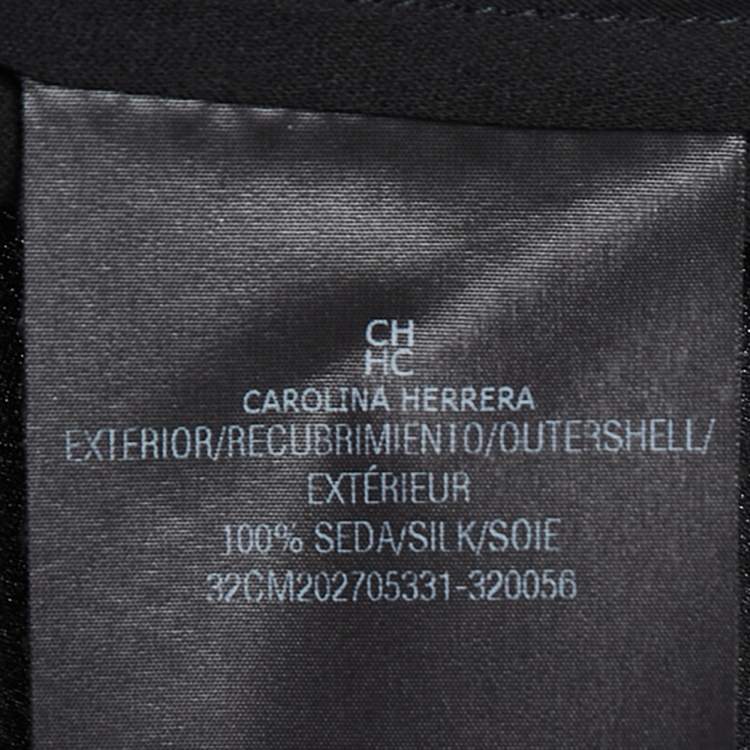 CH
HC
CAROLINA HERRERA
EXTERIOR/RECUBRIMIENTO/OUTERSHELL/
EXTÉRIEUR
100% SEDA/SILK/SOIE
32CM202705331-320056